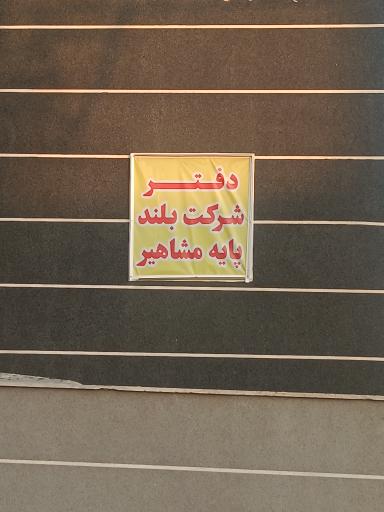 دفتر
شرکت بلند
پایه مشاهیر